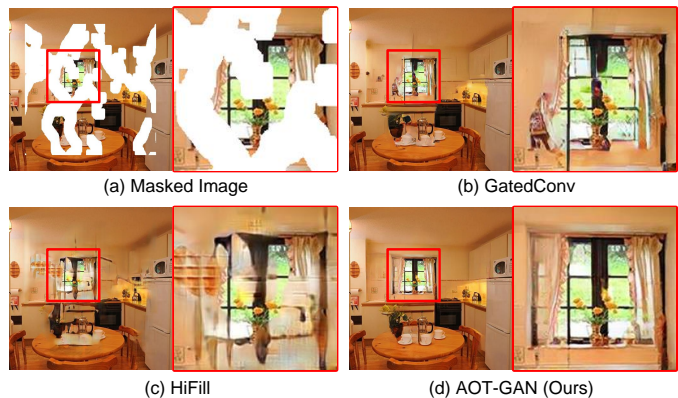 (a) Masked Image
(b) GatedConv
(c) HiFill
(d) AOT-GAN (Ours)